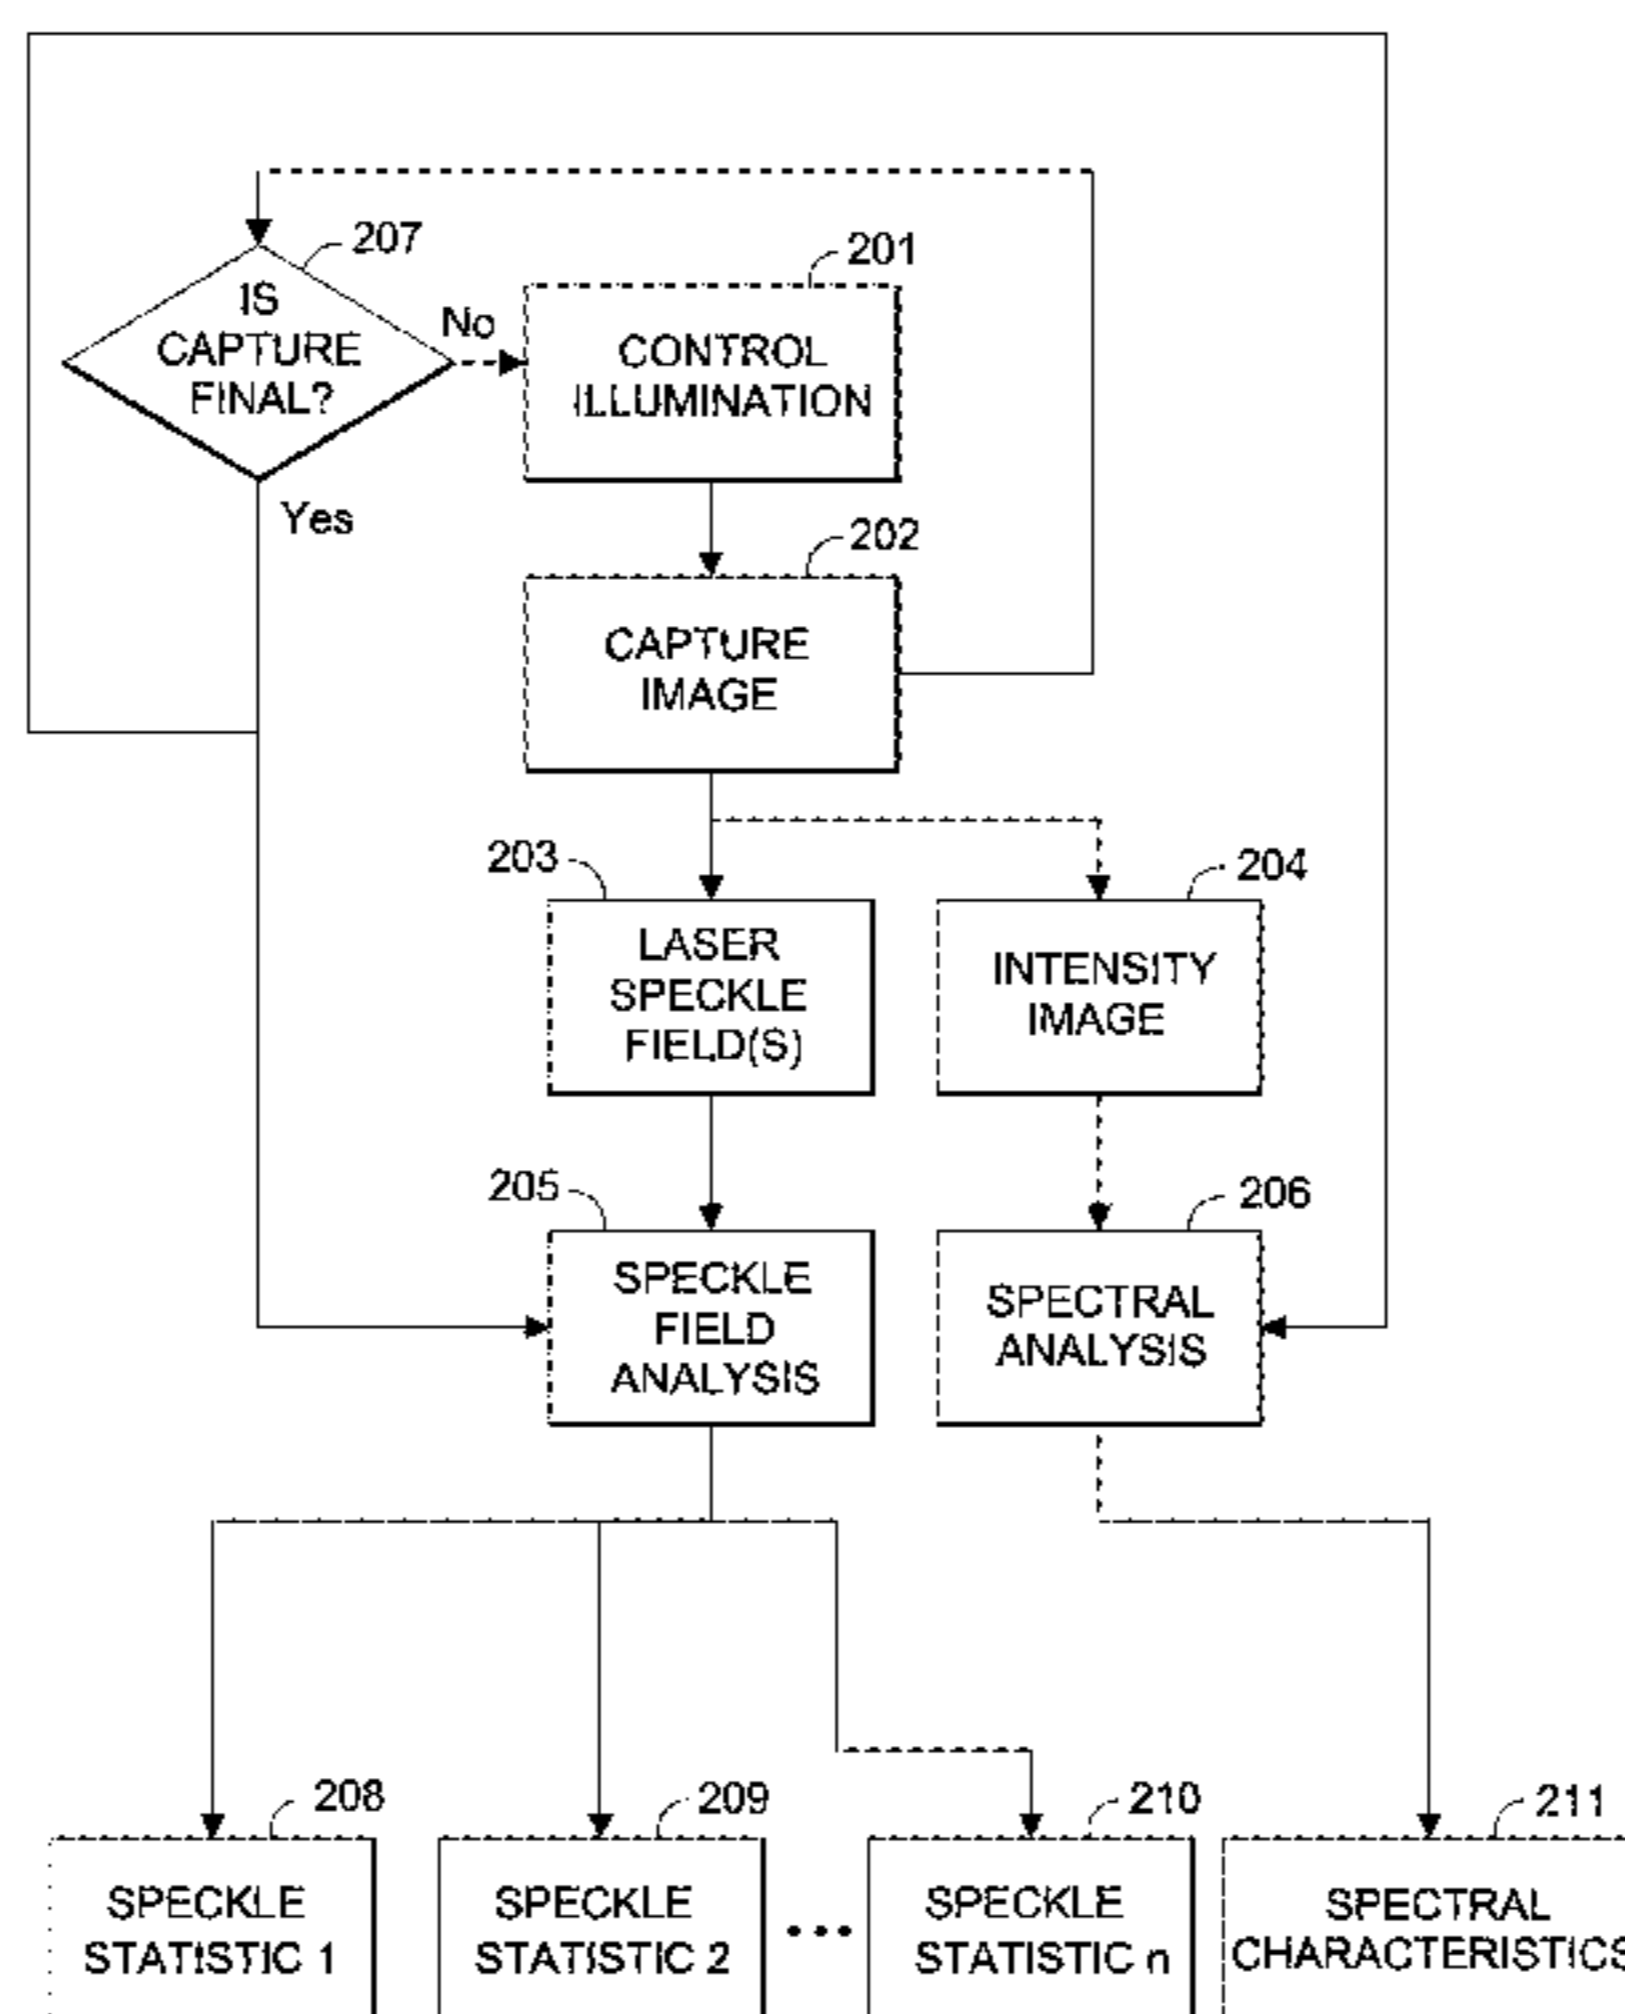 207
IS
CAPTURE
FINAL?
No
Yes
201
CONTROL
ILLUMINATION
202
CAPTURE
IMAGE
203
LASER
SPECKLE
FIELD(S)
204
INTENSITY
IMAGE
205
SPECKLE
FIELD
ANALYSIS
206
SPECTRAL
ANALYSIS
208
SPECKLE
STATISTIC 1
209
SPECKLE
STATISTIC 2
•••
210
SPECKLE
STATISTIC n
211
SPECTRAL
CHARACTERISTICS